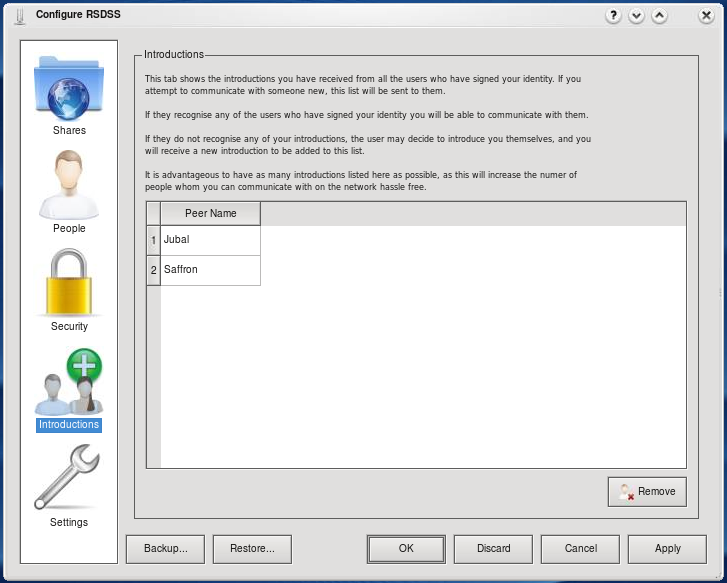 Configure RSDSS
?
Shares
People
Security
Introductions
Settings
Introductions
This tab shows the introductions you have received from all the users who have signed your identity. If you
attempt to communicate with someone new, this list will be sent to them.
If they recognise any of the users who have signed your identity you will be able to communicate with them.
If they do not recognise any of your introductions, the user may decide to introduce you themselves, and you
will receive a new introduction to be added to this list.
It is advantageous to have as many introductions listed here as possible, as this will increase the numer of
people whom you can communicate with on the network hassle free.
Peer Name
1 Jubal
2 Saffron
Remove
Backup... Restore... OK Discard Cancel Apply